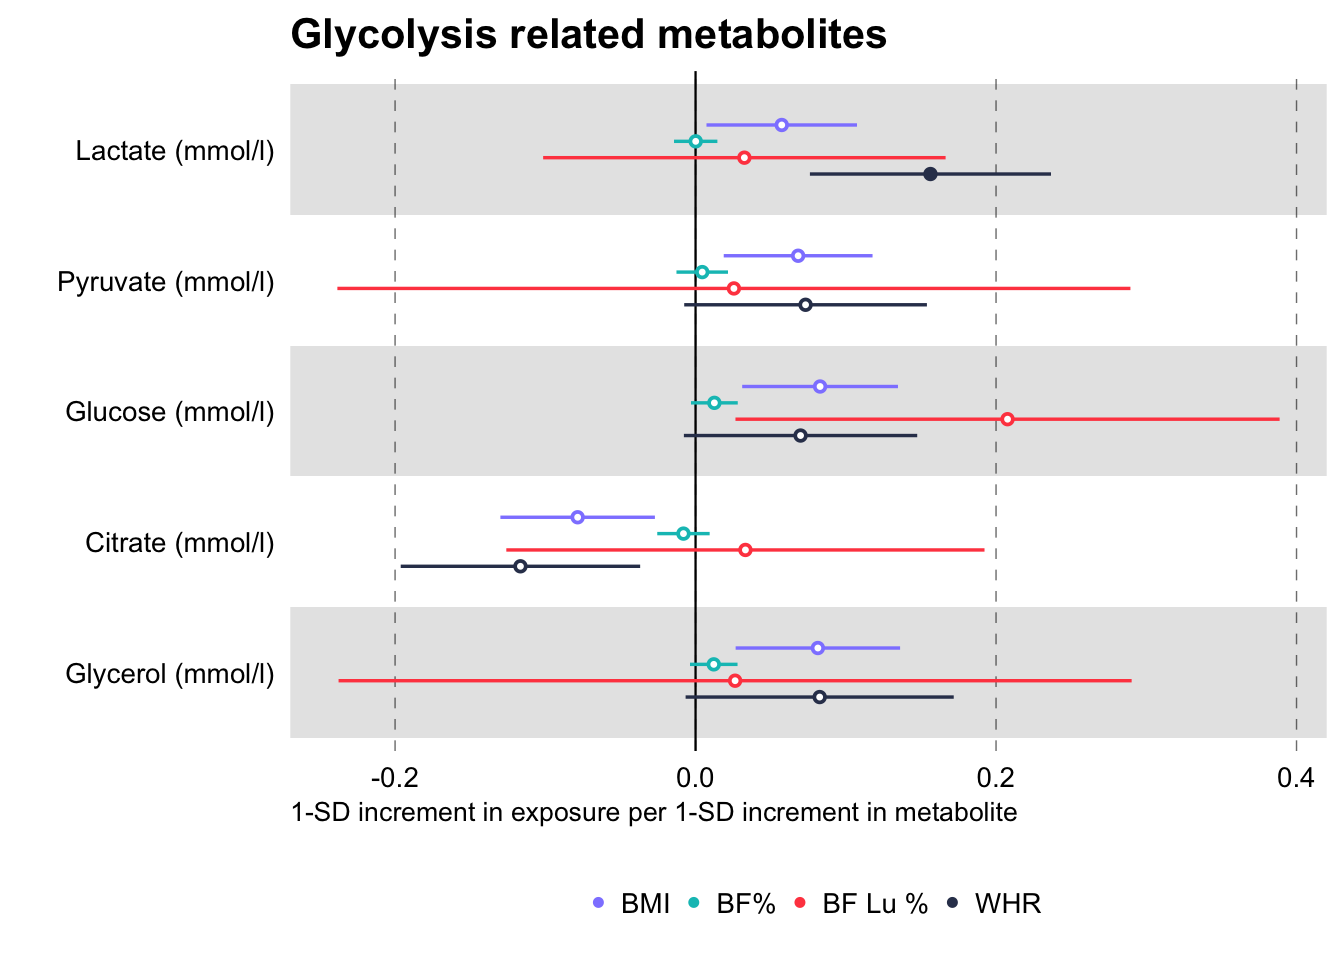 Glycolysis related metabolites
Lactate (mmol/l)
Pyruvate (mmol/l)
Glucose (mmol/l)
Citrate (mmol/l)
Glycerol (mmol/l)
-0.2 0.0 0.2 0.4
1-SD increment in exposure per 1-SD increment in metabolite
BMI BF% BF Lu % WHR